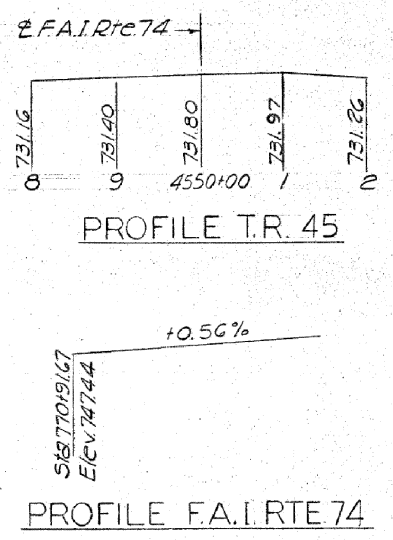 ℄ F.A.I. Rte. 74
731.16
731.40
731.80
731.97
731.26
8 9 4550+00 1 2
PROFILE T.R. 45
+0.56%
Sta. 770+91.67
Elev. 747.44
PROFILE F.A.I. RTE. 74